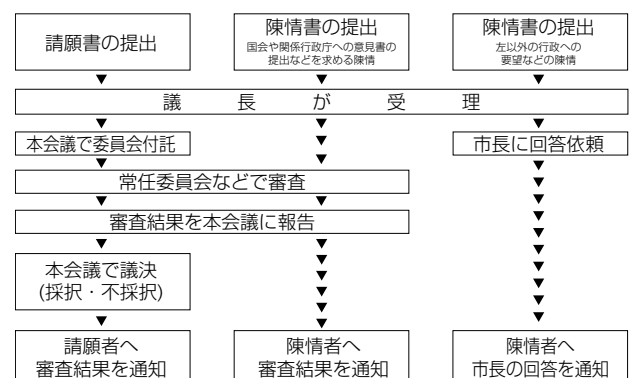 請願書の提出
陳情書の提出
国会や関係行政庁への意見書の
提出などを求める陳情
陳情書の提出
左以外の行政への
要望などの陳情
議長が受理
本会議で委員会付託
市長に回答依頼
常任委員会などで審査
審査結果を本会議に報告
本会議で議決
(採択・不採択)
請願者へ
審査結果を通知
陳情者へ
審査結果を通知
陳情者へ
市長の回答を通知